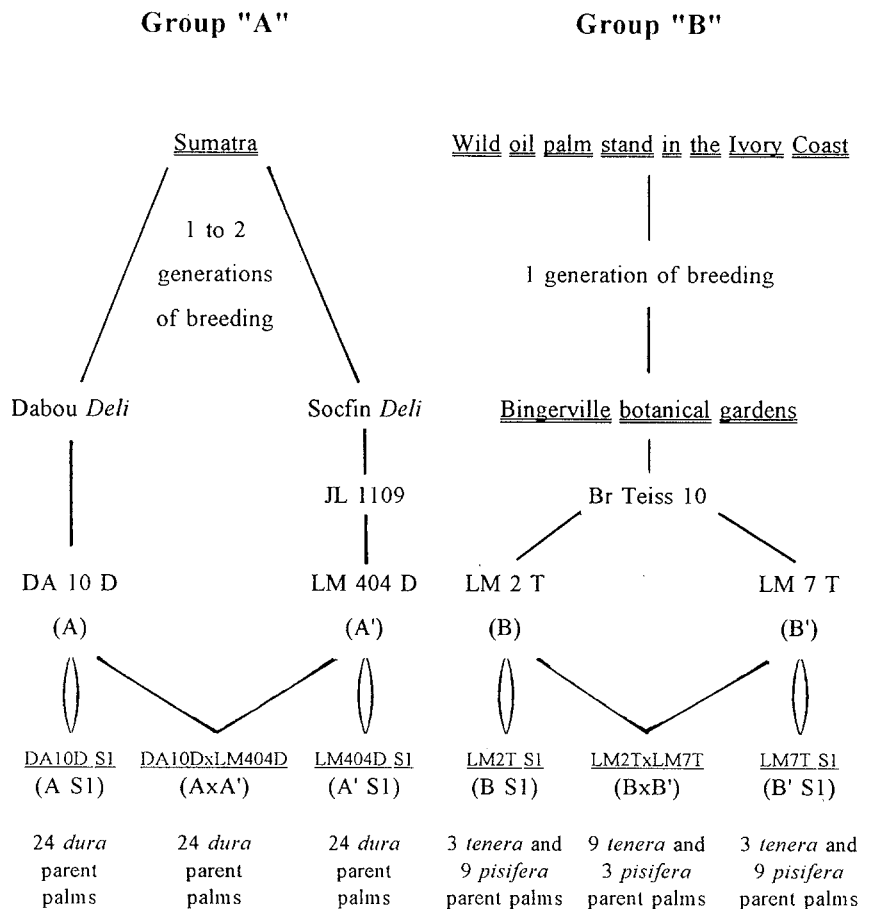 Group "A"
Group "B"
Sumatra
Wild oil palm stand in the Ivory Coast
1 to 2
generations
of breeding
1 generation of breeding
Dabou Deli
Socfin Deli
Bingerville botanical gardens
JL 1109
Br Teiss 10
DA 10 D
LM 404 D
LM 2 T
LM 7 T
(A)
(A')
(B)
(B')
DA10D S1
DA10DxLM404D
LM404D S1
LM2T S1
LM2TxLM7T
LM7T S1
(A S1)
(AxA')
(A' S1)
(B S1)
(BxB')
(B' S1)
24 dura
parent
palms
24 dura
parent
palms
24 dura
parent
palms
3 tenera and
9 pisifera
parent palms
9 tenera and
3 pisifera
parent palms
3 tenera and
9 pisifera
parent palms